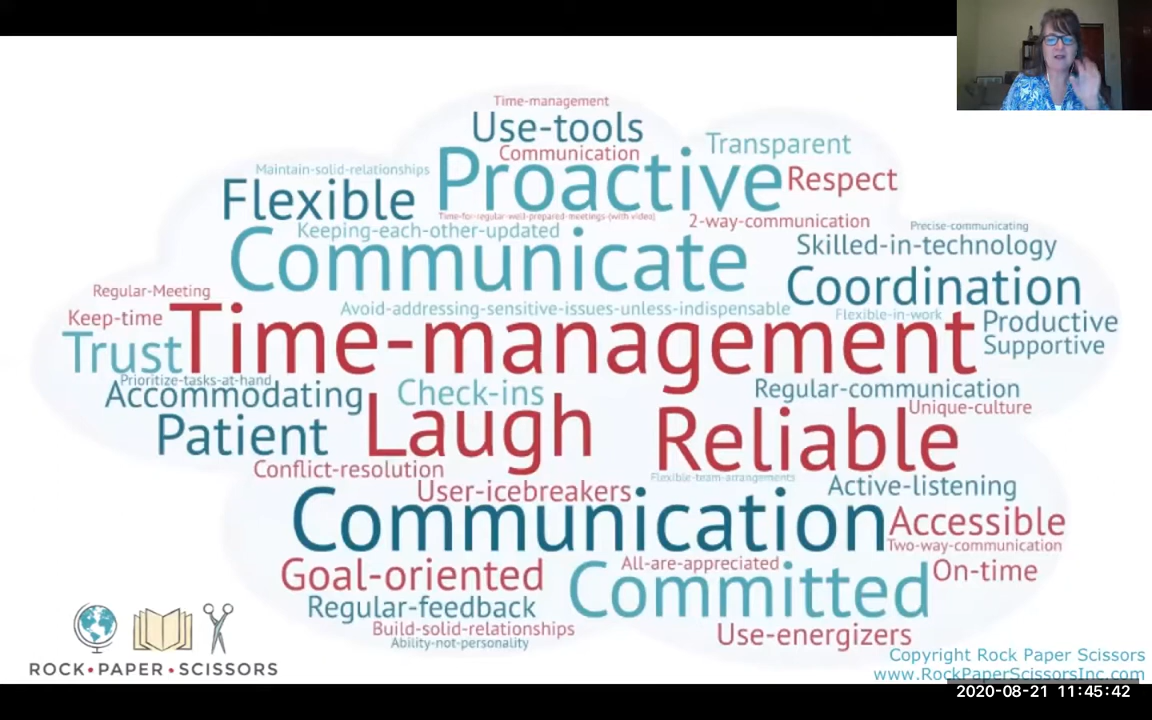 Time-management
Use-tools
Communication
Transparent
Maintain-solid-relationships
Proactive
Respect
Flexible
Time-for-regular-well-prepared-meetings-(with video)
2-way-communication
Keeping-each-other-updated
Precise-communicating
Communicate
Skilled-in-technology
Coordination
Regular-Meeting
Avoid-addressing-sensitive-issues-unless-indispensable
Keep-time
Flexible-in-work
Time-management
Productive
Trust
Supportive
Prioritize-tasks-at-hand
Accommodating
Check-ins
Regular-communication
Laugh
Unique-culture
Patient
Reliable
Conflict-resolution
Flexible-team-arrangements
User-icebreakers
Active-listening
Communication
Accessible
Two-way-communication
All-are-appreciated
Goal-oriented
Committed
On-time
Regular-feedback
Build-solid-relationships
Use-energizers
Ability-not-personality
ROCK•PAPER•SCISSORS
Copyright Rock Paper Scissors
www.RockPaperScissorsInc.com
2020-08-21 11:45:42